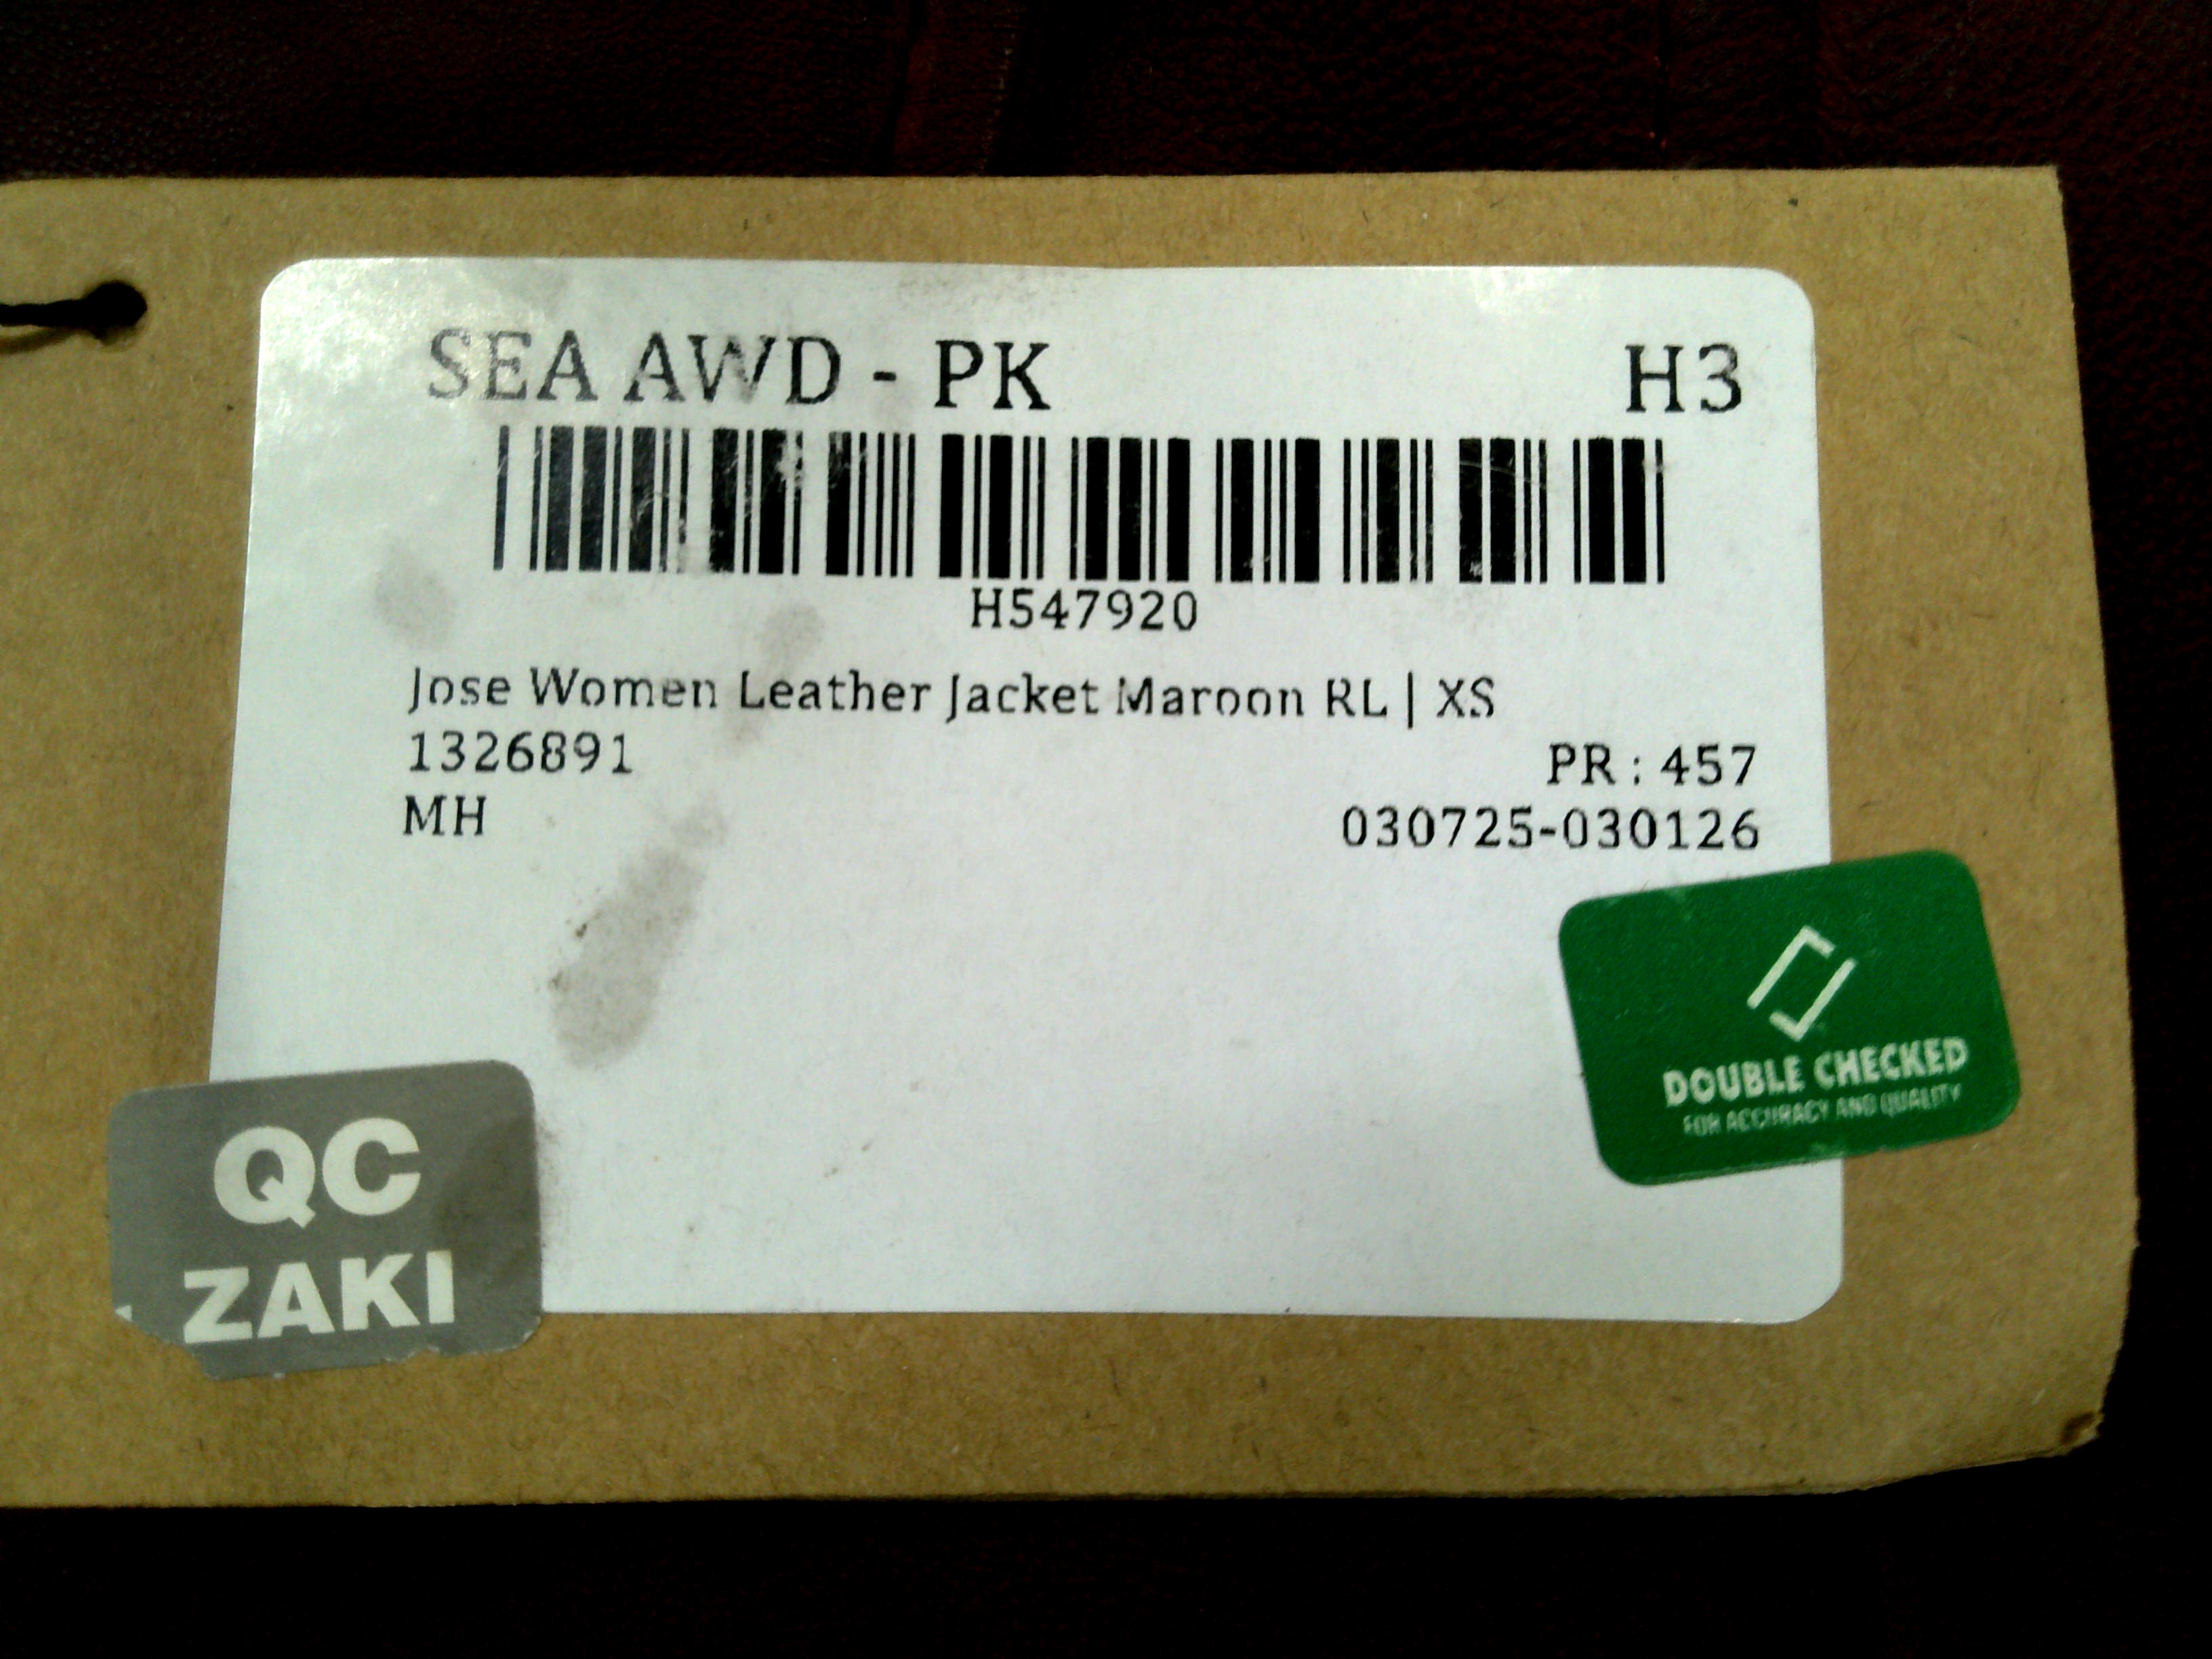 SEA AWD - PK H3
H547920
Jose Women Leather Jacket Maroon RL | XS
1326891 PR : 457
MH 030725-030126
DOUBLE CHECKED
FOR ACCURACY AND QUALITY
QC
ZAKI